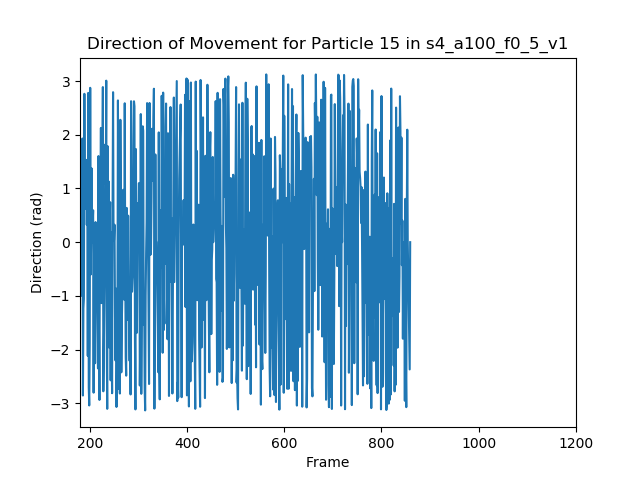 Direction of Movement for Particle 15 in s4_a100_f0_5_v1
3
2
1
0
−1
−2
−3
Direction (rad)
200 400 600 800 1000 1200
Frame